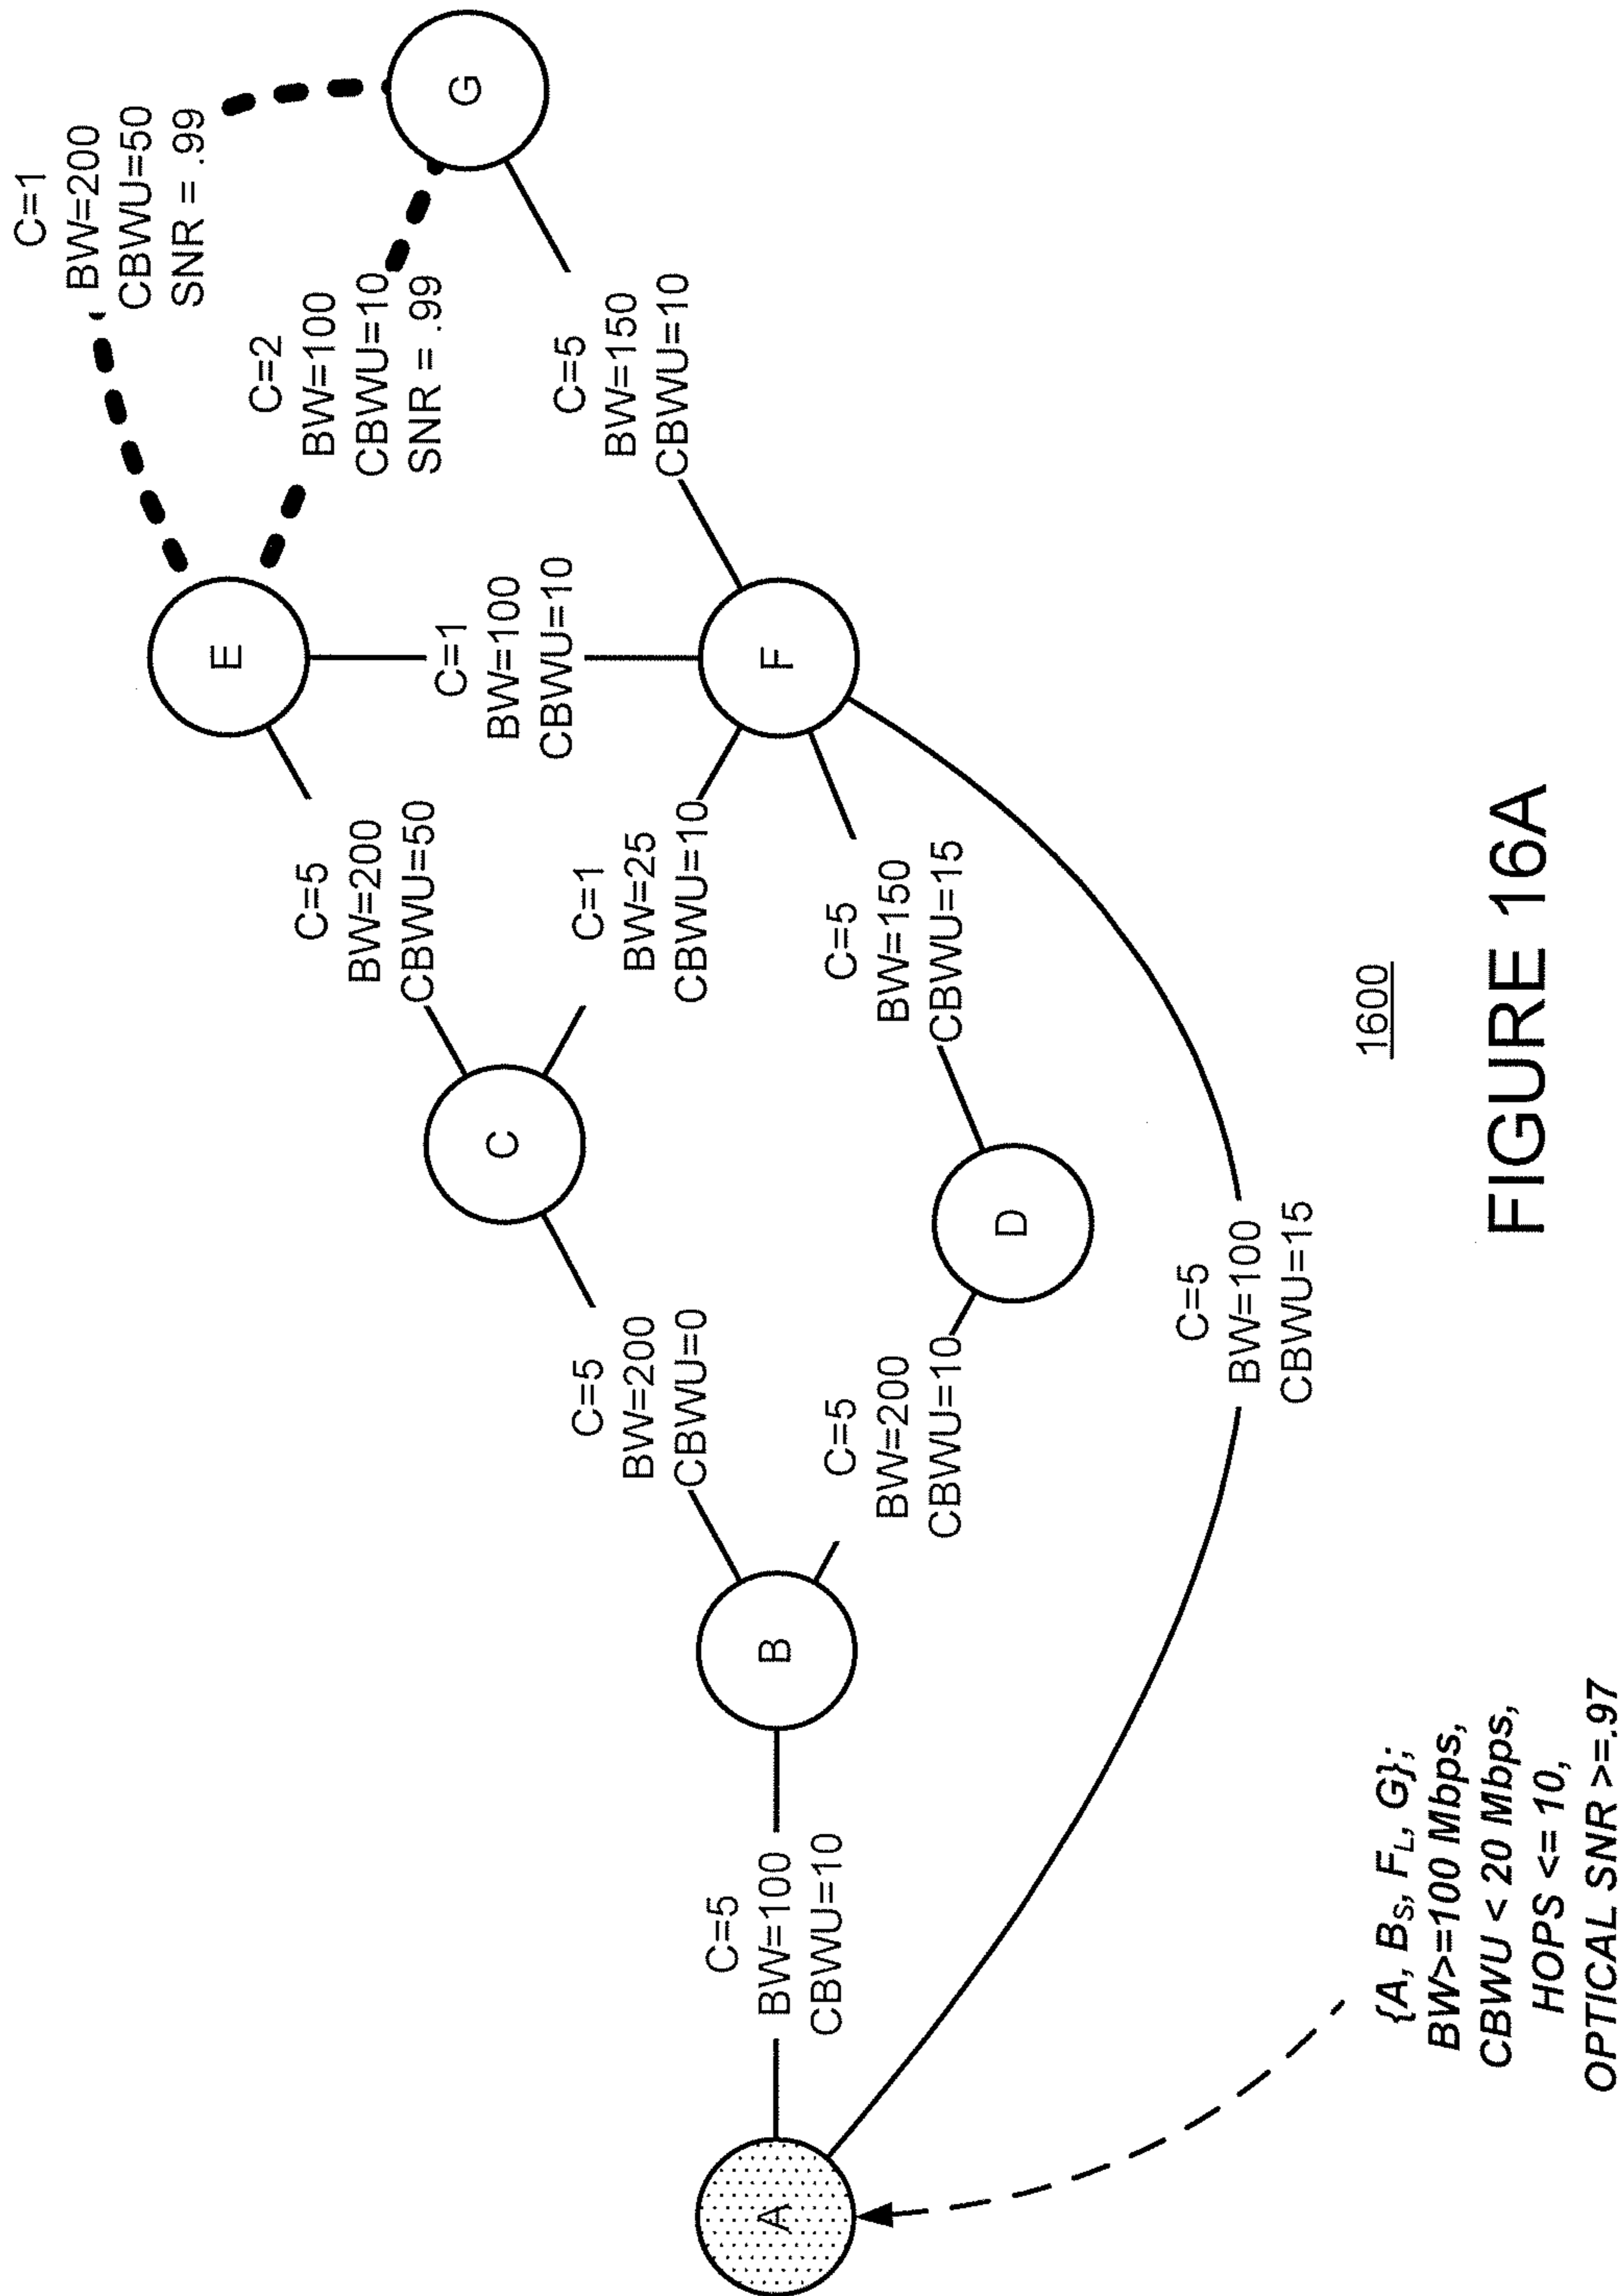 C=1
BW=200
CBWU=50
SNR = .99
C=2
BW=100
CBWU=10
SNR = .99
G
E
C=5
BW=200
CBWU=50
C=1
BW=100
CBWU=10
C=5
BW=150
CBWU=10
C
C=1
BW=25
CBWU=10
F
C=5
BW=200
CBWU=0
C=5
BW=150
CBWU=15
B
C=5
BW=200
CBWU=10
D
C=5
BW=100
CBWU=10
A
C=5
BW=100
CBWU=15
{A, BS, FL, G};
BW>=100 Mbps,
CBWU < 20 Mbps,
HOPS <= 10,
OPTICAL SNR >=.97
1600
FIGURE 16A